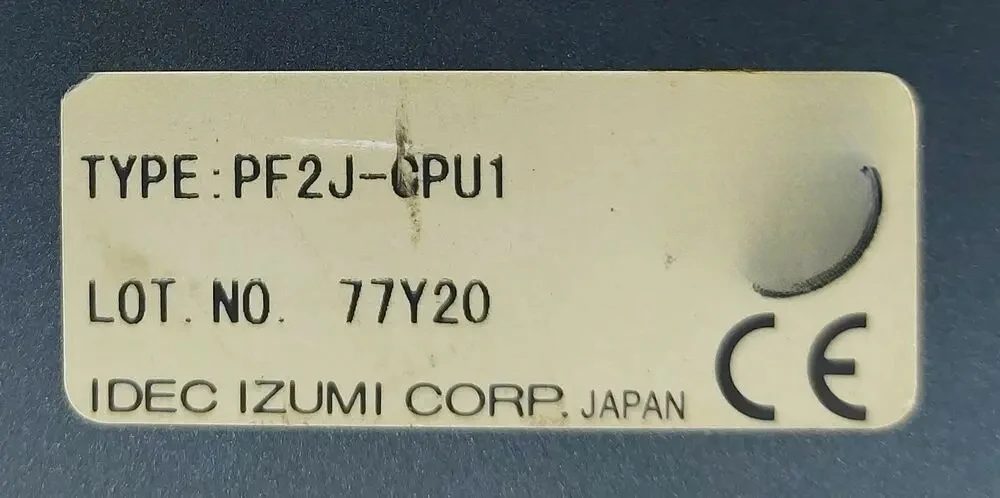 TYPE: PF2J-CPU1
LOT. NO. 77Y20
IDEC IZUMI CORP. JAPAN
CE